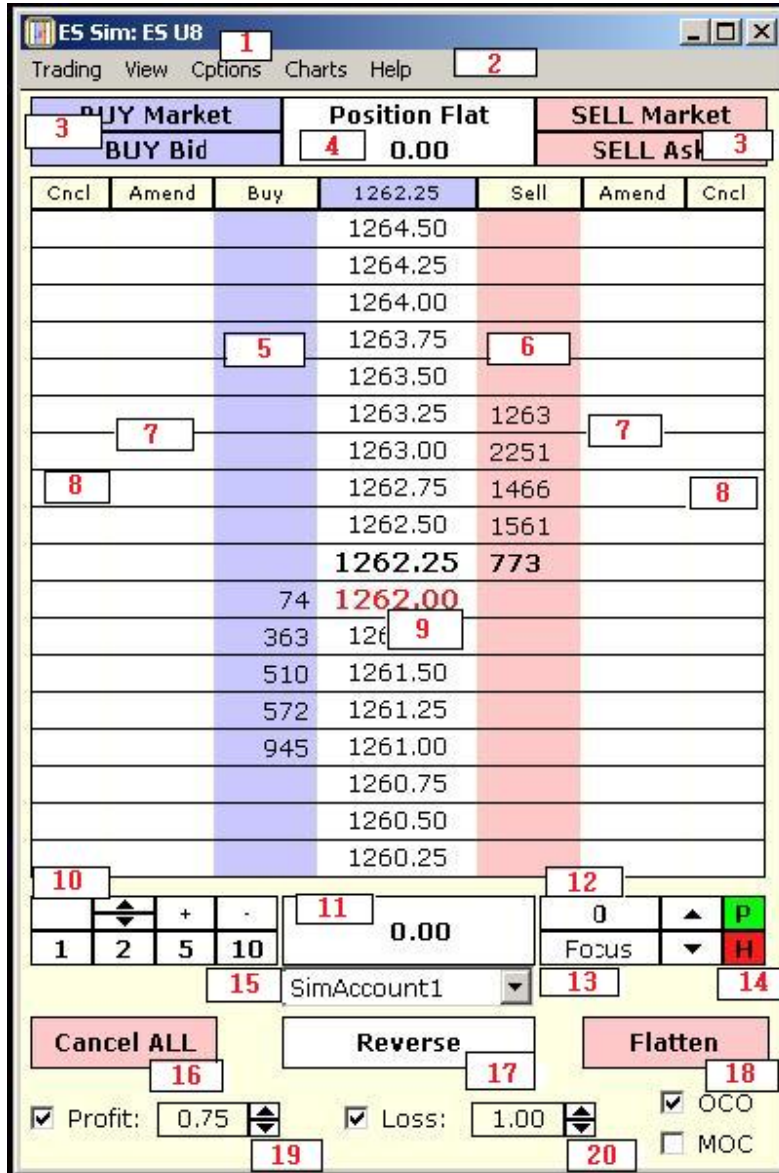 ES Sim: ES U8
1
Trading View Options Charts Help
2
BUY Market Position Flat SELL Market
3 4 3
BUY Bid 0.00 SELL Ask
Cncl Amend Buy 1262.25 Sell Amend Cncl
1264.50
1264.25
1264.00
1263.75
5 6
1263.50
1263.25 1263
7 7
1263.00 2251
8 8
1262.75 1466
1262.50 1561
1262.25 773
74 1262.00
9
363 126
510 1261.50
572 1261.25
945 1261.00
1260.75
1260.50
1260.25
10 12
11
+ - 0 P
0.00
1 2 5 10 Focus H
15 SimAccount1 13 14
Cancel ALL Reverse Flatten
16 17 18
OCO
Profit: 0.75 Loss: 1.00
MOC
19 20